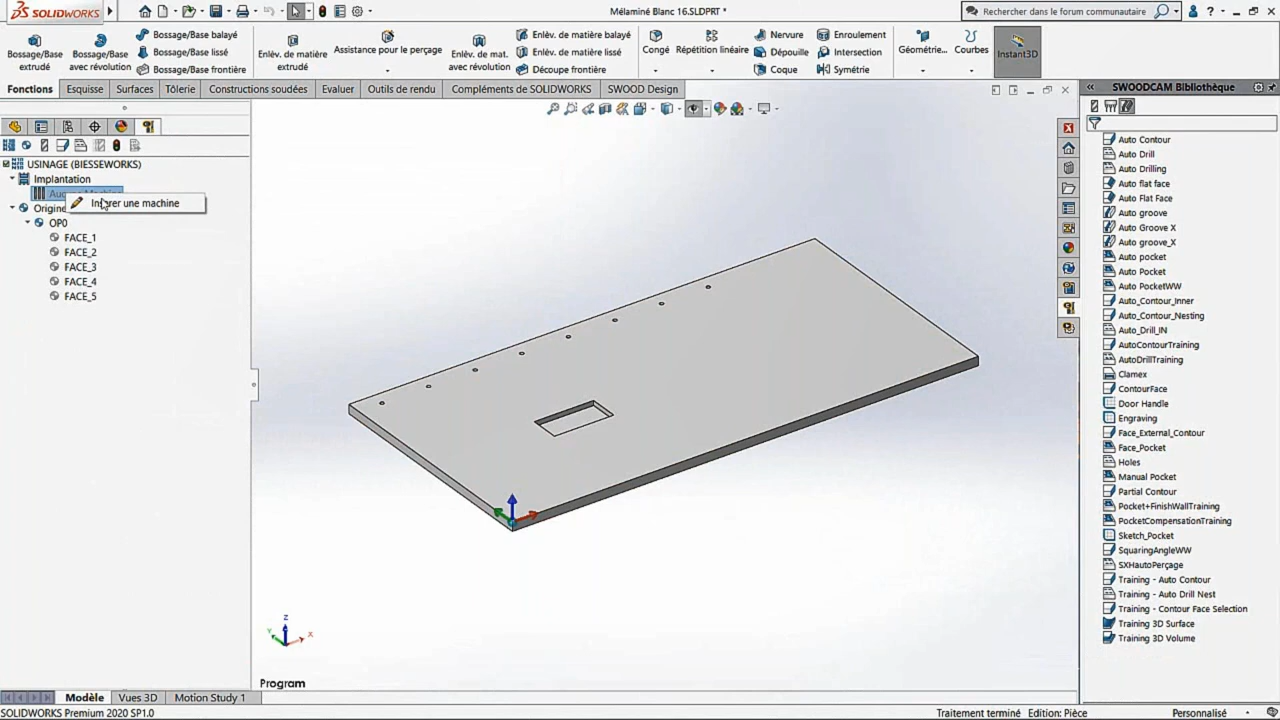 SOLIDWORKS
Mélaminé Blanc 16.SLDPRT *
Rechercher dans le forum communautaire
Bossage/Base extrudé
Bossage/Base avec révolution
Bossage/Base balayé
Bossage/Base lissé
Bossage/Base frontière
Enlèv. de matière extrudé
Assistance pour le perçage
Enlèv. de mat. avec révolution
Enlèv. de matière balayé
Enlèv. de matière lissé
Découpe frontière
Congé
Répétition linéaire
Nervure
Dépouille
Coque
Enroulement
Intersection
Symétrie
Géométrie...
Courbes
Instant3D
Fonctions
Esquisse
Surfaces
Tôlerie
Constructions soudées
Evaluer
Outils de rendu
Compléments de SOLIDWORKS
SWOOD Design
USINAGE (BIESSEWORKS)
Implantation
Insérer une machine
OP0
FACE_1
FACE_2
FACE_3
FACE_4
FACE_5
Z
Y
X
Program
SWOODCAM Bibliothèque
Auto Contour
Auto Drill
Auto Drilling
Auto flat face
Auto Flat Face
Auto groove
Auto Groove X
Auto groove_X
Auto pocket
Auto Pocket
Auto PocketWW
Auto_Contour_Inner
Auto_Contour_Nesting
Auto_Drill_IN
AutoContourTraining
AutoDrillTraining
Clamex
ContourFace
Door Handle
Engraving
Face_External_Contour
Face_Pocket
Holes
Manual Pocket
Partial Contour
Pocket+FinishWallTraining
PocketCompensationTraining
Sketch_Pocket
SquaringAngleWW
SXHautoPerçage
Training - Auto Contour
Training - Auto Drill Nest
Training - Contour Face Selection
Training 3D Surface
Training 3D Volume
Modèle
Vues 3D
Motion Study 1
SOLIDWORKS Premium 2020 SP1.0
Traitement terminé
Edition: Pièce
Personnalisé